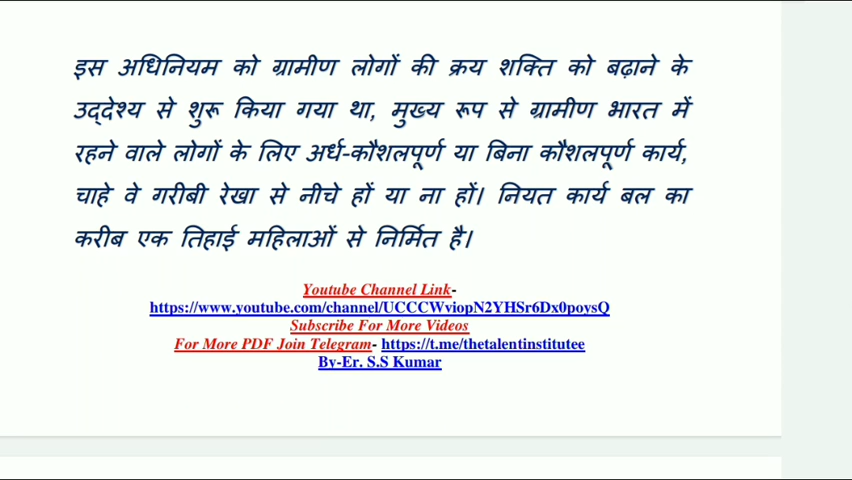 इस अधिनियम को ग्रामीण लोगों की क्रय शक्ति को बढ़ाने के
उद्देश्य से शुरू किया गया था, मुख्य रूप से ग्रामीण भारत में
रहने वाले लोगों के लिए अर्ध-कौशलपूर्ण या बिना कौशलपूर्ण कार्य,
चाहे वे गरीबी रेखा से नीचे हों या ना हों। नियत कार्य बल का
करीब एक तिहाई महिलाओं से निर्मित है।
Youtube Channel Link-
https://www.youtube.com/channel/UCCCWviopN2YHSr6Dx0poysQ
Subscribe For More Videos
For More PDF Join Telegram- https://t.me/thetalentinstitutee
By-Er. S.S Kumar